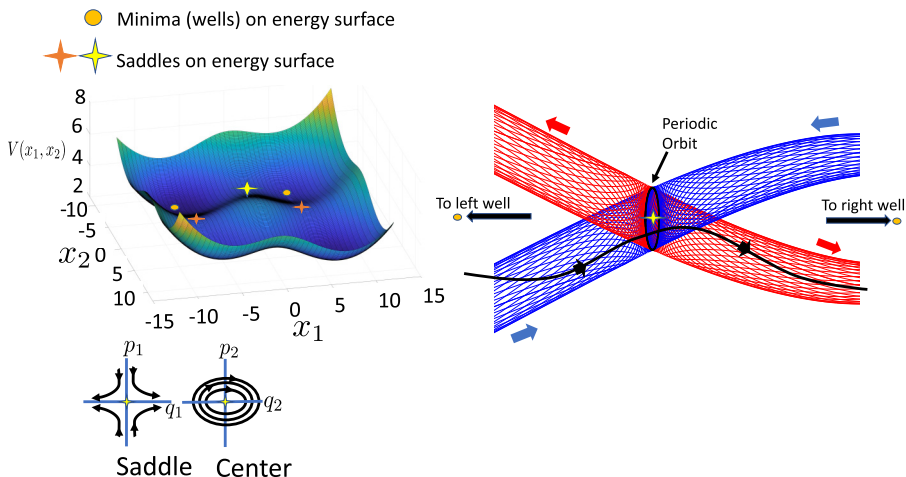 Minima (wells) on energy surface
Saddles on energy surface
8
6
V(x₁, x₂)
4
2
-10
-5
0
5
10
x₂
-15
-10
-5
0
5
10
15
x₁
p₁
q₁
Saddle
p₂
q₂
Center
Periodic
Orbit
To left well
To right well